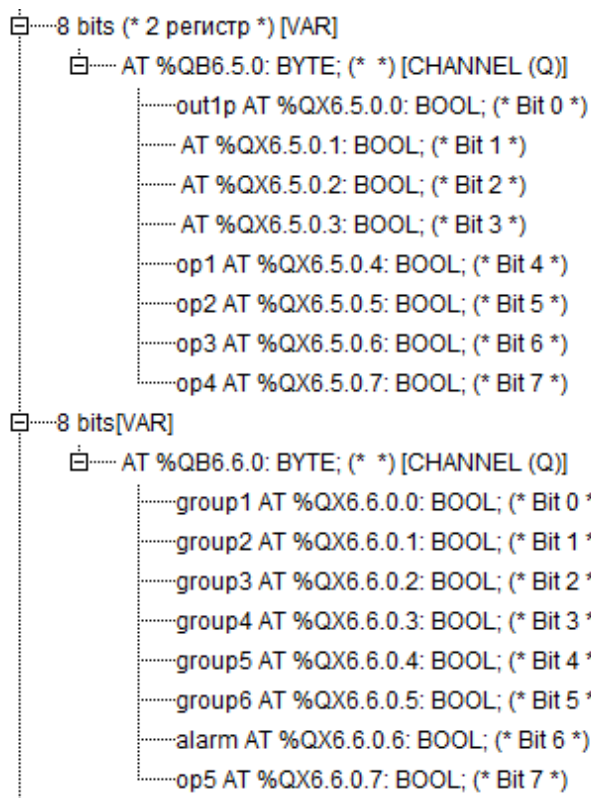 8 bits (* 2 регистр *) [VAR]
AT %QB6.5.0: BYTE; (* *) [CHANNEL (Q)]
out1p AT %QX6.5.0.0: BOOL; (* Bit 0 *)
AT %QX6.5.0.1: BOOL; (* Bit 1 *)
AT %QX6.5.0.2: BOOL; (* Bit 2 *)
AT %QX6.5.0.3: BOOL; (* Bit 3 *)
op1 AT %QX6.5.0.4: BOOL; (* Bit 4 *)
op2 AT %QX6.5.0.5: BOOL; (* Bit 5 *)
op3 AT %QX6.5.0.6: BOOL; (* Bit 6 *)
op4 AT %QX6.5.0.7: BOOL; (* Bit 7 *)
8 bits[VAR]
AT %QB6.6.0: BYTE; (* *) [CHANNEL (Q)]
group1 AT %QX6.6.0.0: BOOL; (* Bit 0 *
group2 AT %QX6.6.0.1: BOOL; (* Bit 1 *
group3 AT %QX6.6.0.2: BOOL; (* Bit 2 *
group4 AT %QX6.6.0.3: BOOL; (* Bit 3 *
group5 AT %QX6.6.0.4: BOOL; (* Bit 4 *
group6 AT %QX6.6.0.5: BOOL; (* Bit 5 *
alarm AT %QX6.6.0.6: BOOL; (* Bit 6 *)
op5 AT %QX6.6.0.7: BOOL; (* Bit 7 *)